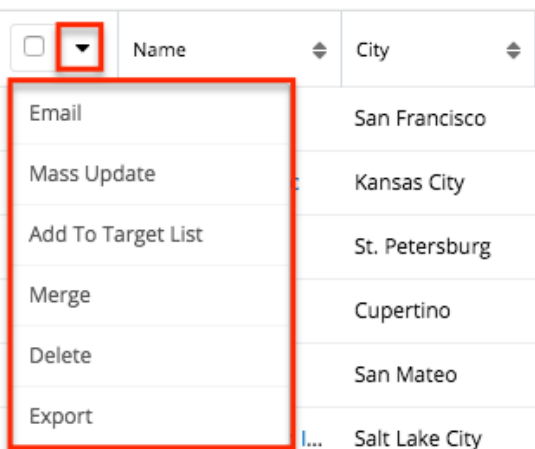 Name
City
Email
San Francisco
Mass Update
Kansas City
Add To Target List
St. Petersburg
Merge
Cupertino
Delete
San Mateo
Export
l...
Salt Lake City